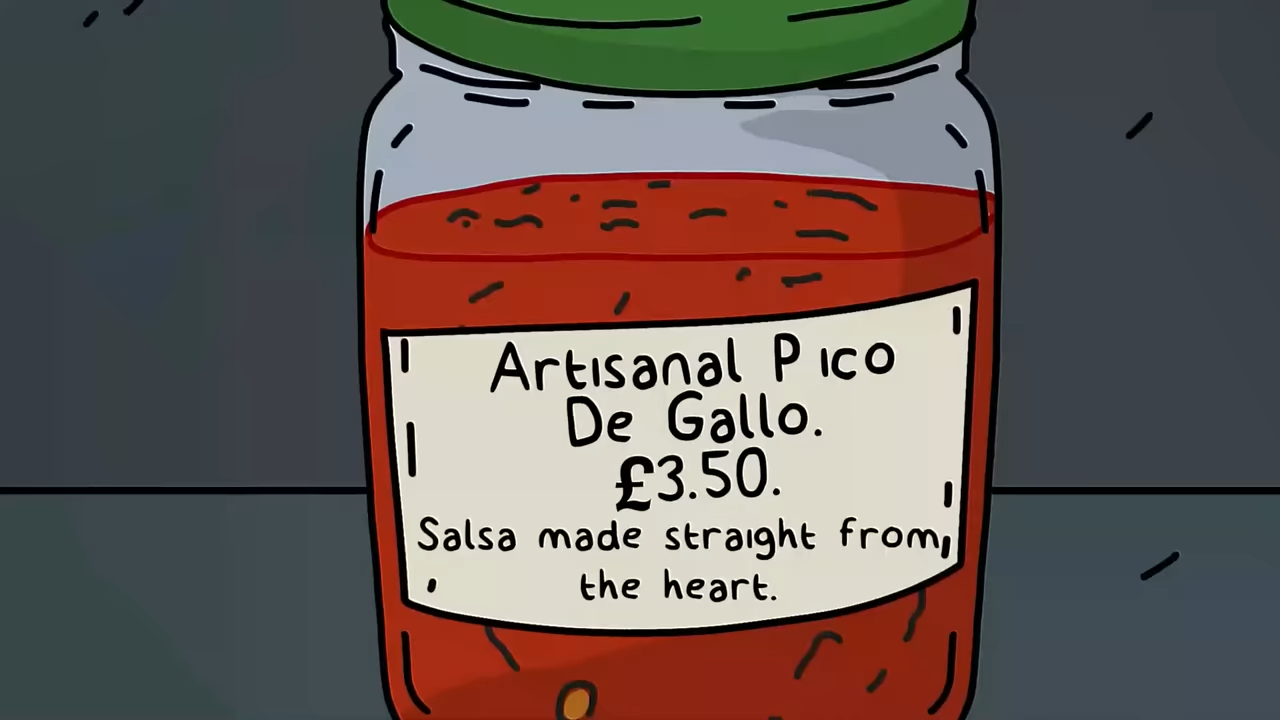 Artisanal Pico
De Gallo.
£3.50.
Salsa made straight from
the heart.